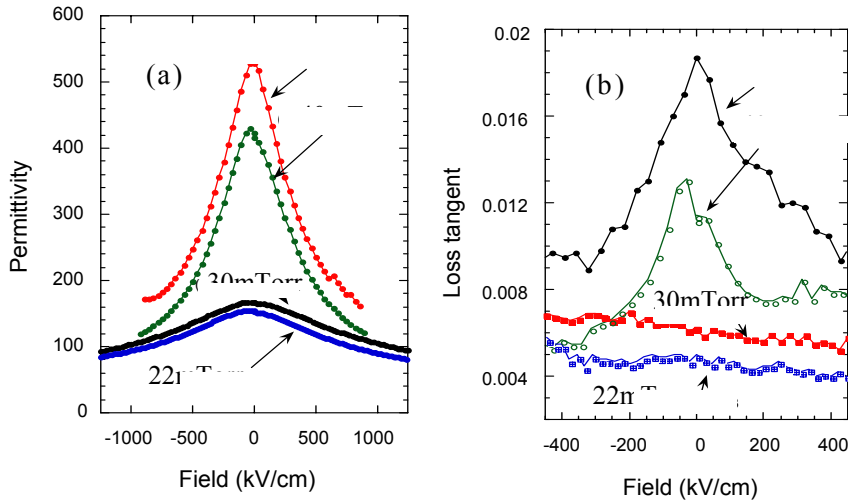 600
500
400
300
200
100
0
Permittivity
(a)
30mTorr
22mTorr
-1000 -500 0 500 1000
Field (kV/cm)
0.02
0.016
0.012
0.008
0.004
Loss tangent
(b)
30mTorr
22mT
-400 -200 0 200 400
Field (kV/cm)